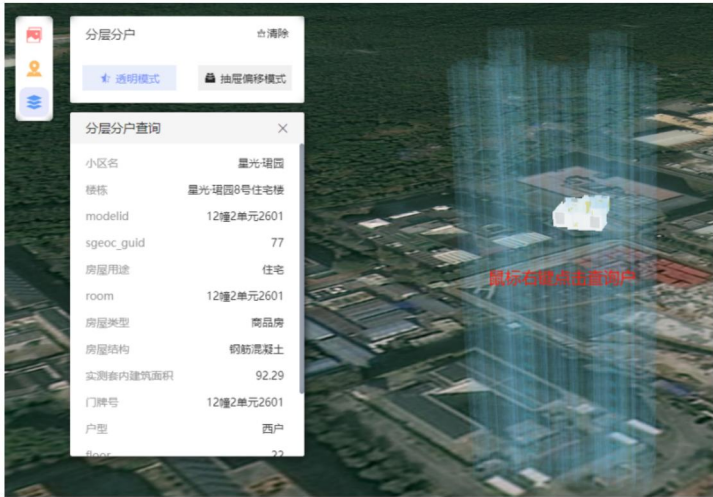 分层分户
清除
透明模式
抽屉偏移模式
分层分户查询
小区名 星光·珺园
楼栋 星光·珺园8号住宅楼
modelid 12幢2单元2601
sgeoc_guid 77
房屋用途 住宅
room 12幢2单元2601
房屋类型 商品房
房屋结构 钢筋混凝土
实测套内建筑面积 92.29
门牌号 12幢2单元2601
户型 西户
鼠标右键点击查询户